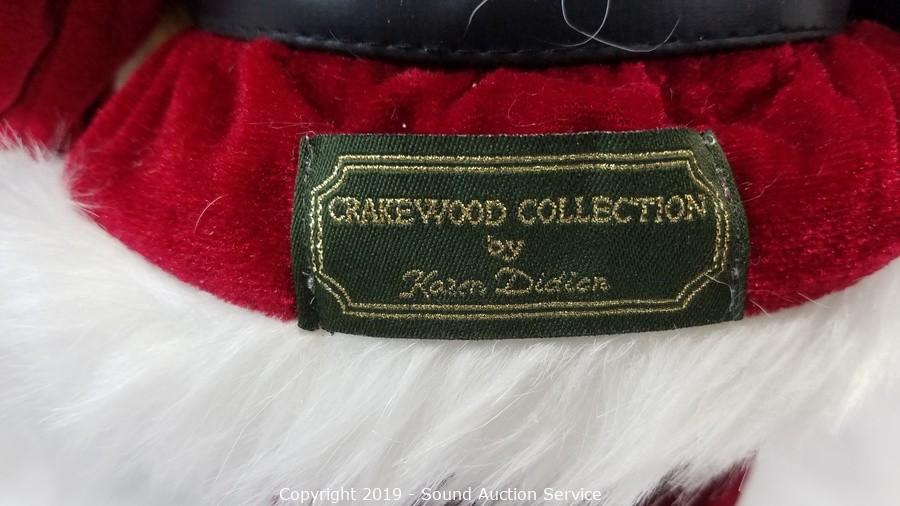 CRAKEWOOD COLLECTION
by
Karen Didion
Copyright 2019 - Sound Auction Service